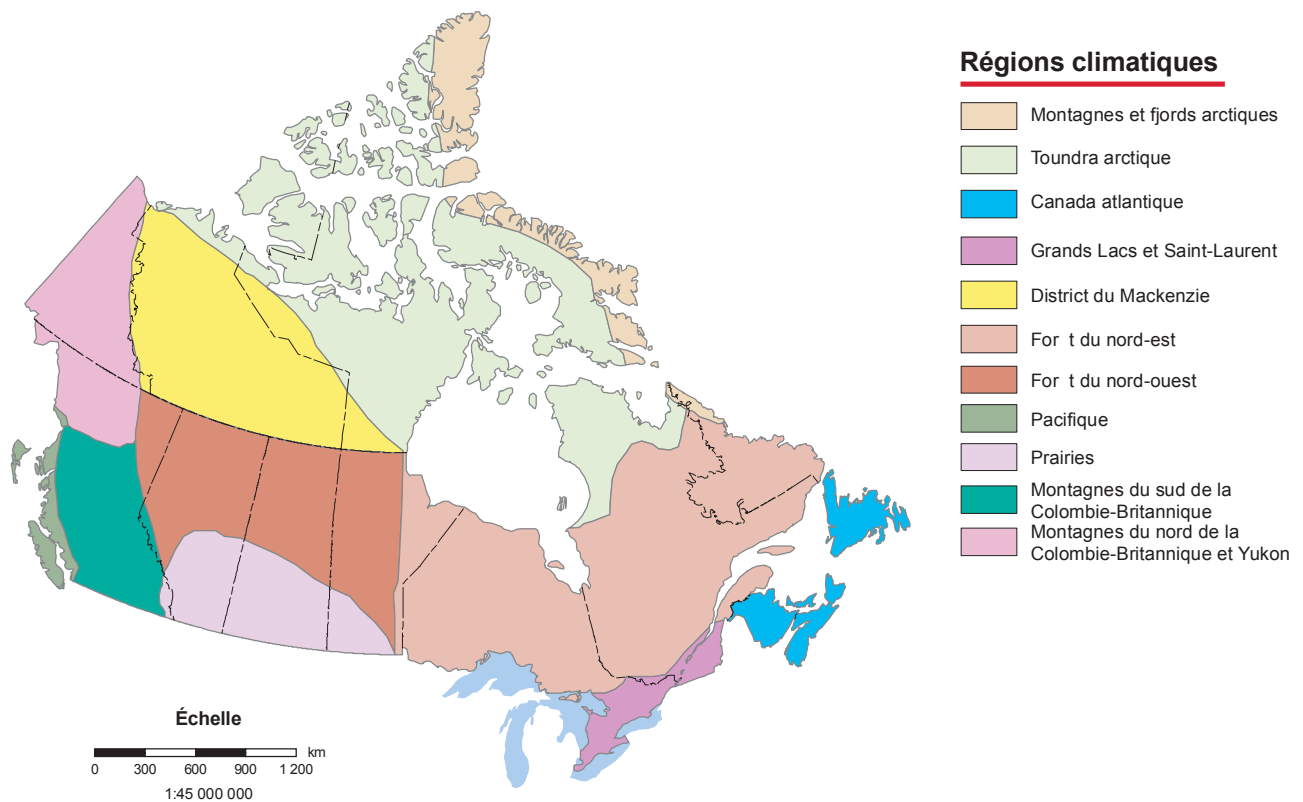 Régions climatiques
Montagnes et fjords arctiques
Toundra arctique
Canada atlantique
Grands Lacs et Saint-Laurent
District du Mackenzie
For t du nord-est
For t du nord-ouest
Pacifique
Prairies
Montagnes du sud de la
Colombie-Britannique
Montagnes du nord de la
Colombie-Britannique et Yukon
Échelle
km
0 300 600 900 1 200
1:45 000 000